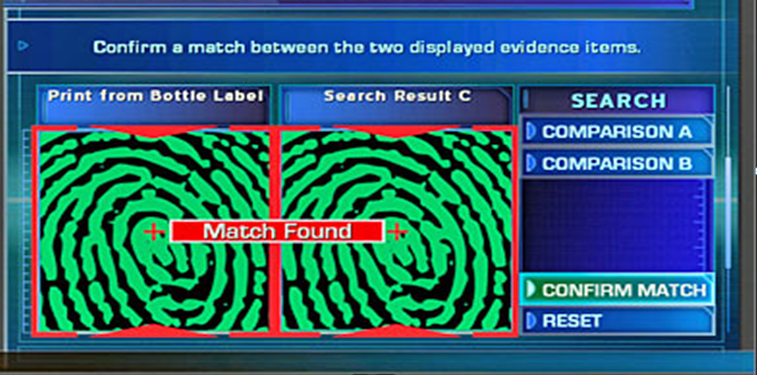 Confirm a match between the two displayed evidence items.
Print from Bottle Label
Search Result C
SEARCH
COMPARISON A
COMPARISON B
Match Found
CONFIRM MATCH
RESET